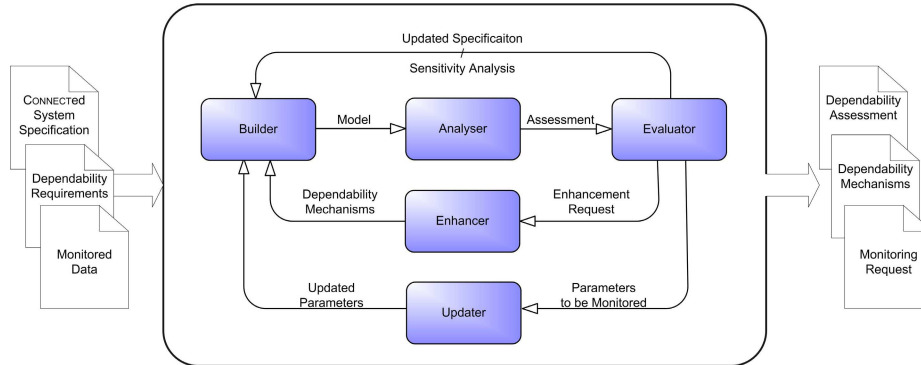 Updated Specificaiton
Sensitivity Analysis
CONNECTed
System
Specification
Dependability
Requirements
Monitored
Data
Builder
Model
Analyser
Assessment
Evaluator
Dependability
Mechanisms
Enhancer
Enhancement
Request
Updated
Parameters
Updater
Parameters
to be Monitored
Dependability
Assessment
Dependability
Mechanisms
Monitoring
Request